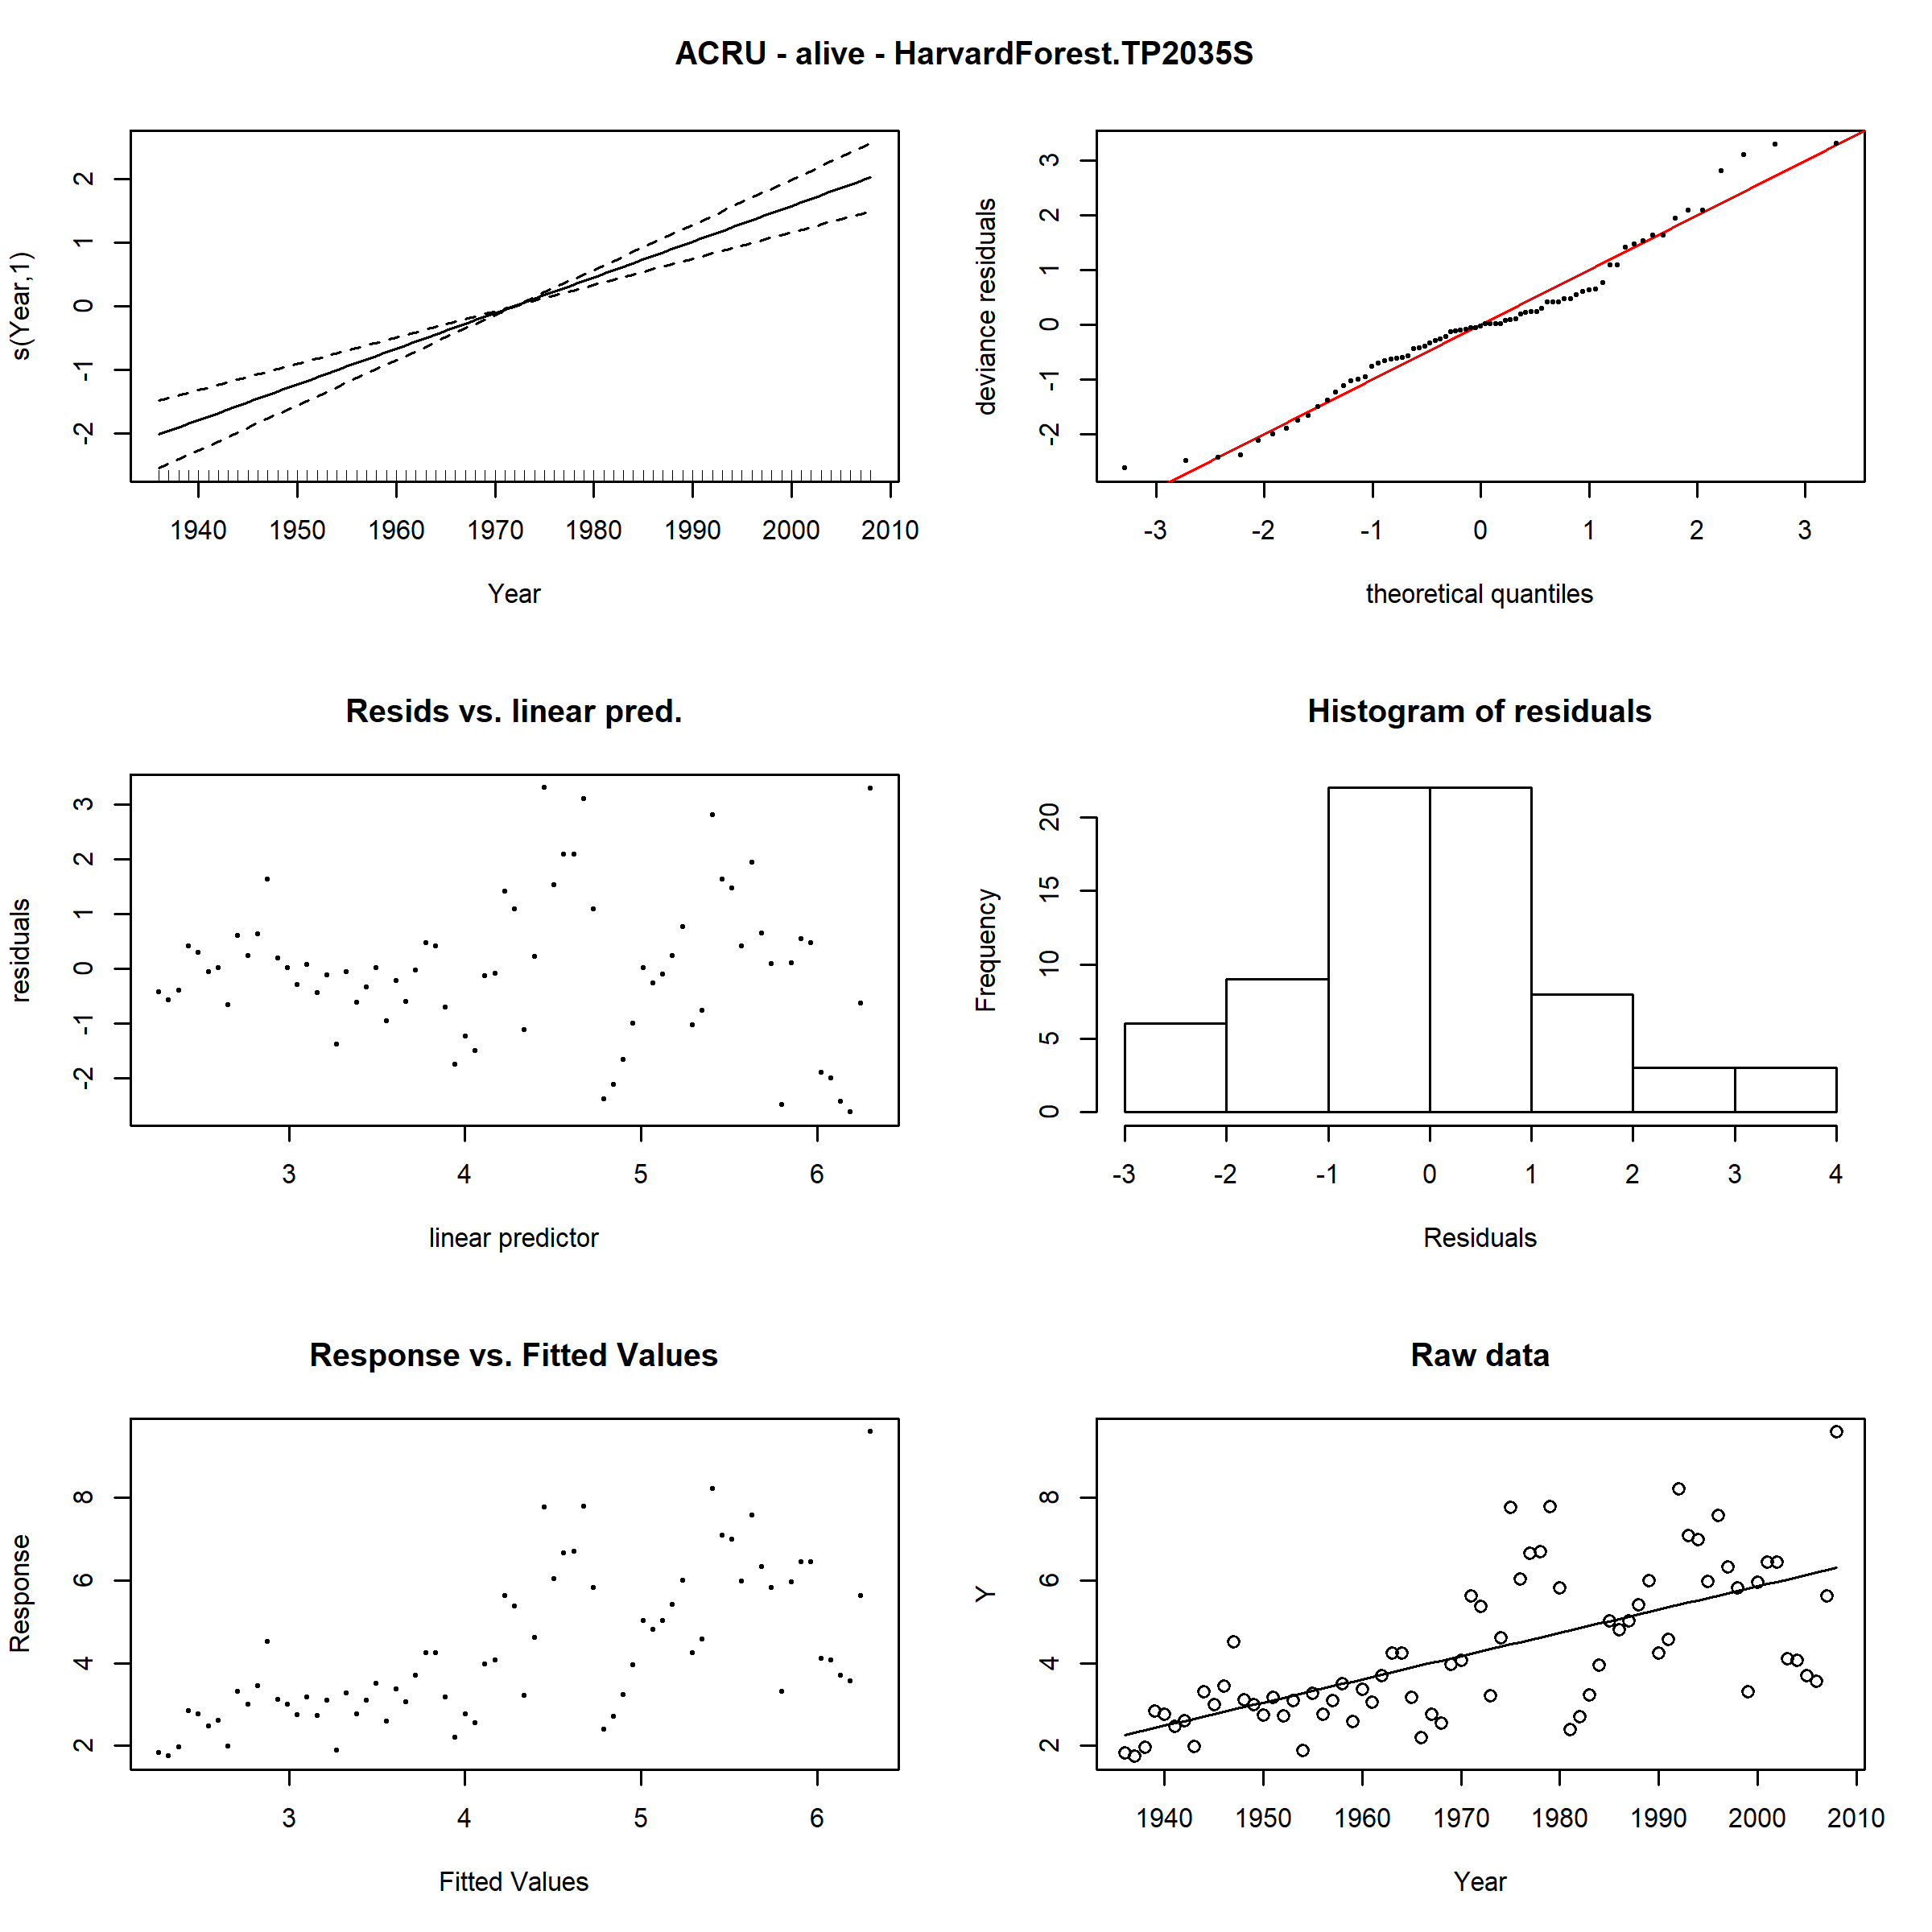 ACRU - alive - HarvardForest.TP2035S
s(Year,1)
2
1
0
-1
-2
1940 1950 1960 1970 1980 1990 2000 2010
Year
deviance residuals
3
2
1
0
-1
-2
-3 -2 -1 0 1 2 3
theoretical quantiles
Resids vs. linear pred.
residuals
3
2
1
0
-1
-2
3 4 5 6
linear predictor
Histogram of residuals
Frequency
20
15
10
5
0
-3 -2 -1 0 1 2 3 4
Residuals
Response vs. Fitted Values
Response
8
6
4
2
3 4 5 6
Fitted Values
Raw data
Y
8
6
4
2
1940 1950 1960 1970 1980 1990 2000 2010
Year